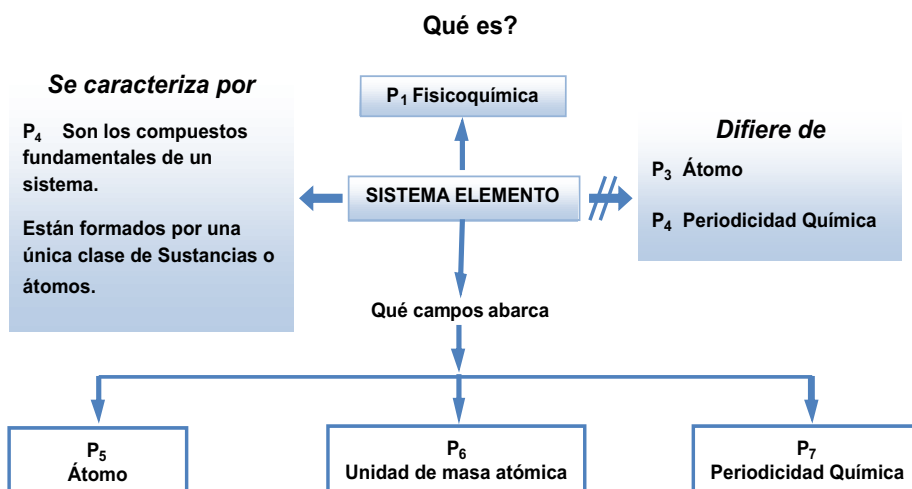 Qué es?
Se caracteriza por
P₄ Son los compuestos
fundamentales de un
sistema.
Están formados por una
única clase de Sustancias o
átomos.
P₁ Fisicoquímica
SISTEMA ELEMENTO
Difiere de
P₃ Átomo
P₄ Periodicidad Química
Qué campos abarca
P₅
Átomo
P₆
Unidad de masa atómica
P₇
Periodicidad Química